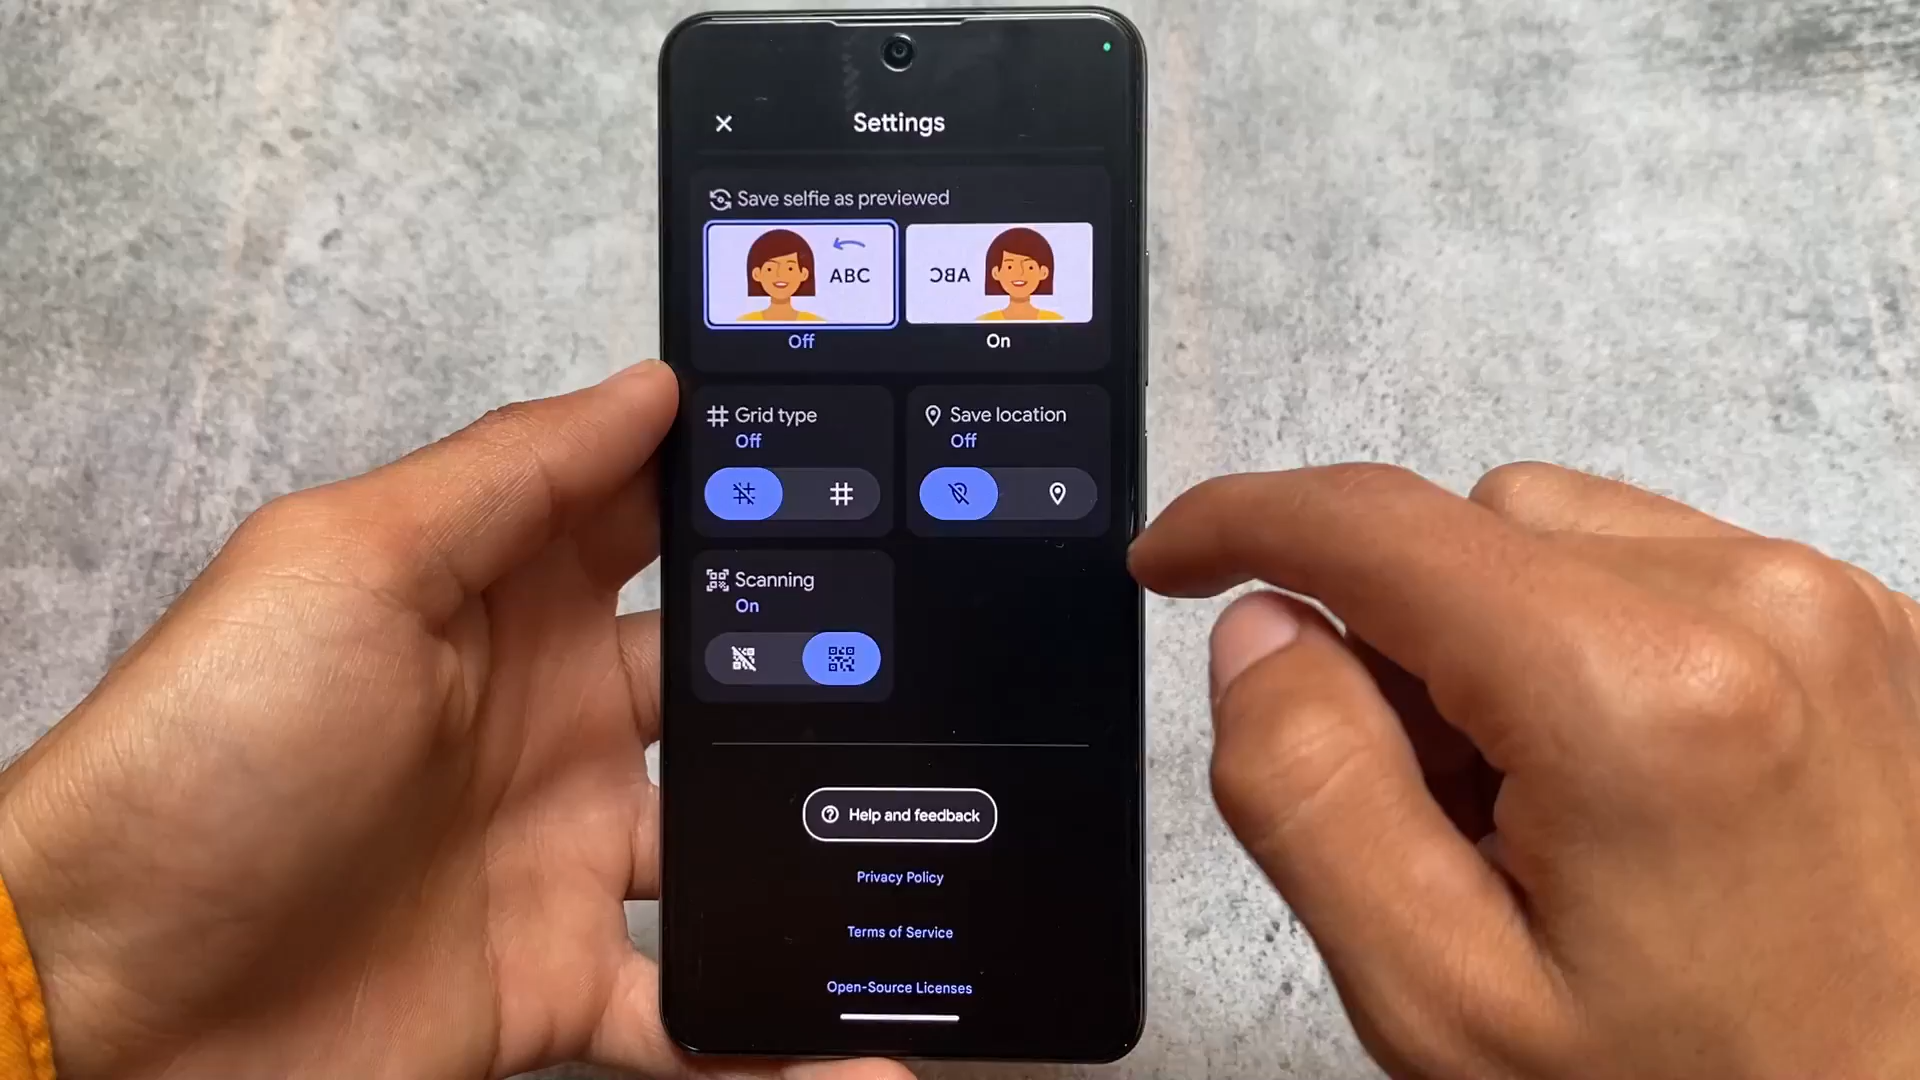 Settings
Save selfie as previewed
ABC
ABC
Off
On
Grid type
Off
Save location
Off
Scanning
On
Help and feedback
Privacy Policy
Terms of Service
Open-Source Licenses